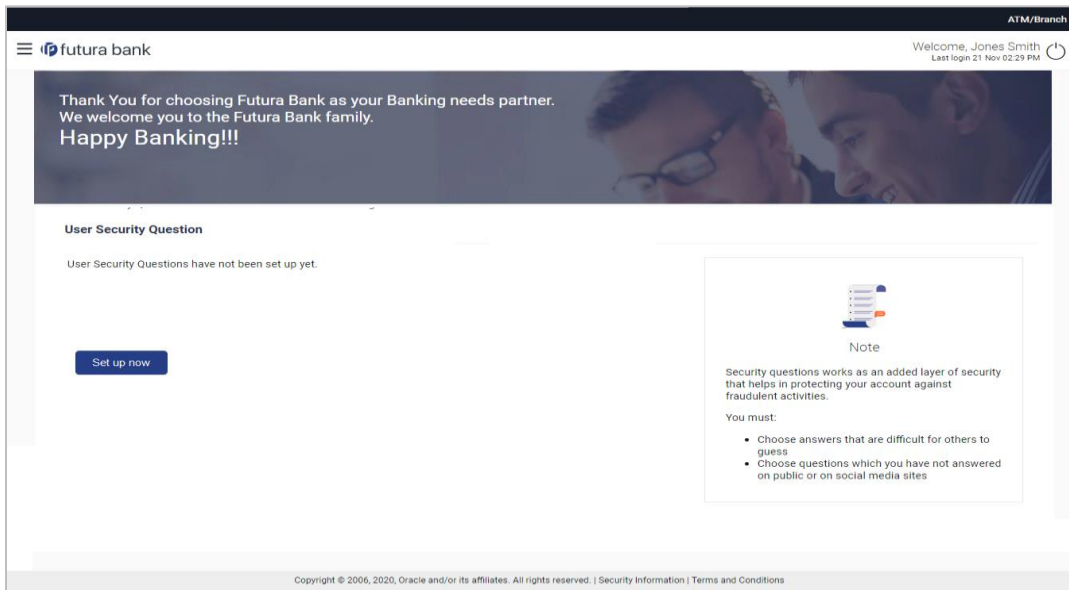 ATM/Branch
futura bank
Welcome, Jones Smith
Last login 21 Nov 02:29 PM
Thank You for choosing Futura Bank as your Banking needs partner.
We welcome you to the Futura Bank family.
Happy Banking!!!
User Security Question
User Security Questions have not been set up yet.
Set up now
Note
Security questions works as an added layer of security
that helps in protecting your account against
fraudulent activities.
You must:
Choose answers that are difficult for others to
guess
Choose questions which you have not answered
on public or on social media sites
Copyright © 2006, 2020, Oracle and/or its affiliates. All rights reserved. | Security Information | Terms and Conditions